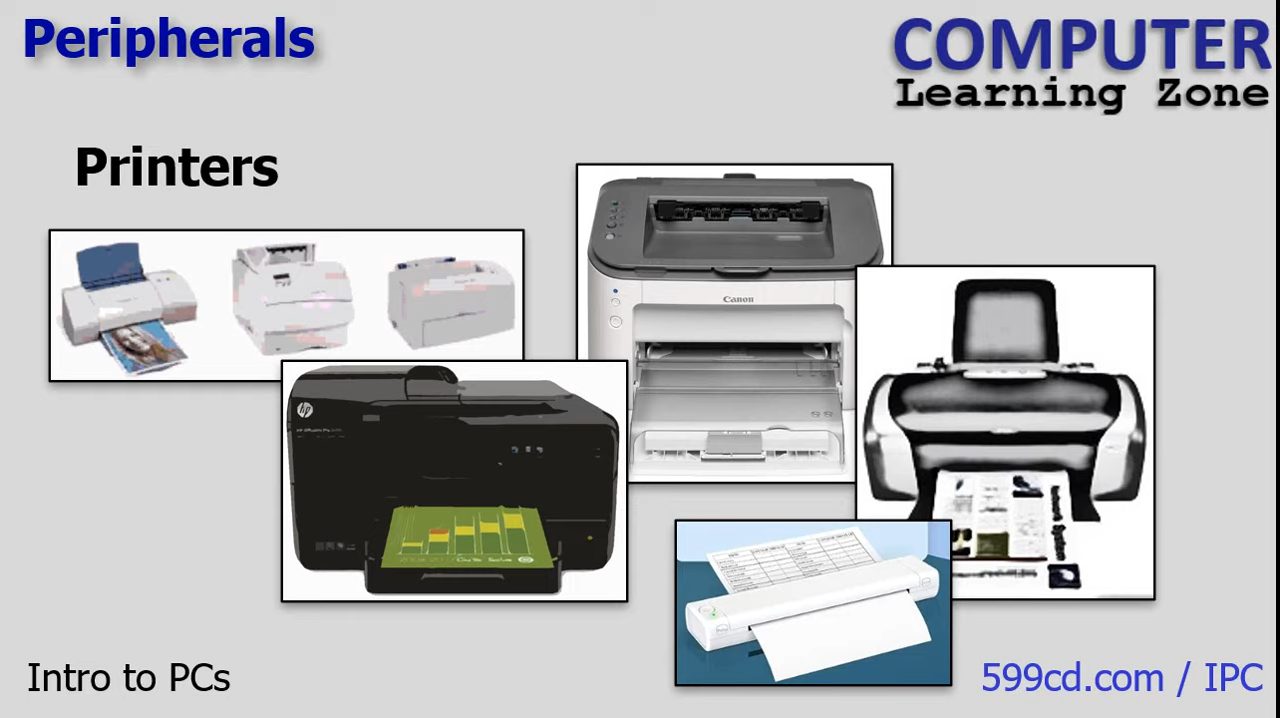 Peripherals
COMPUTER
Learning Zone
Printers
Canon
hp
Intro to PCs
599cd.com / IPC